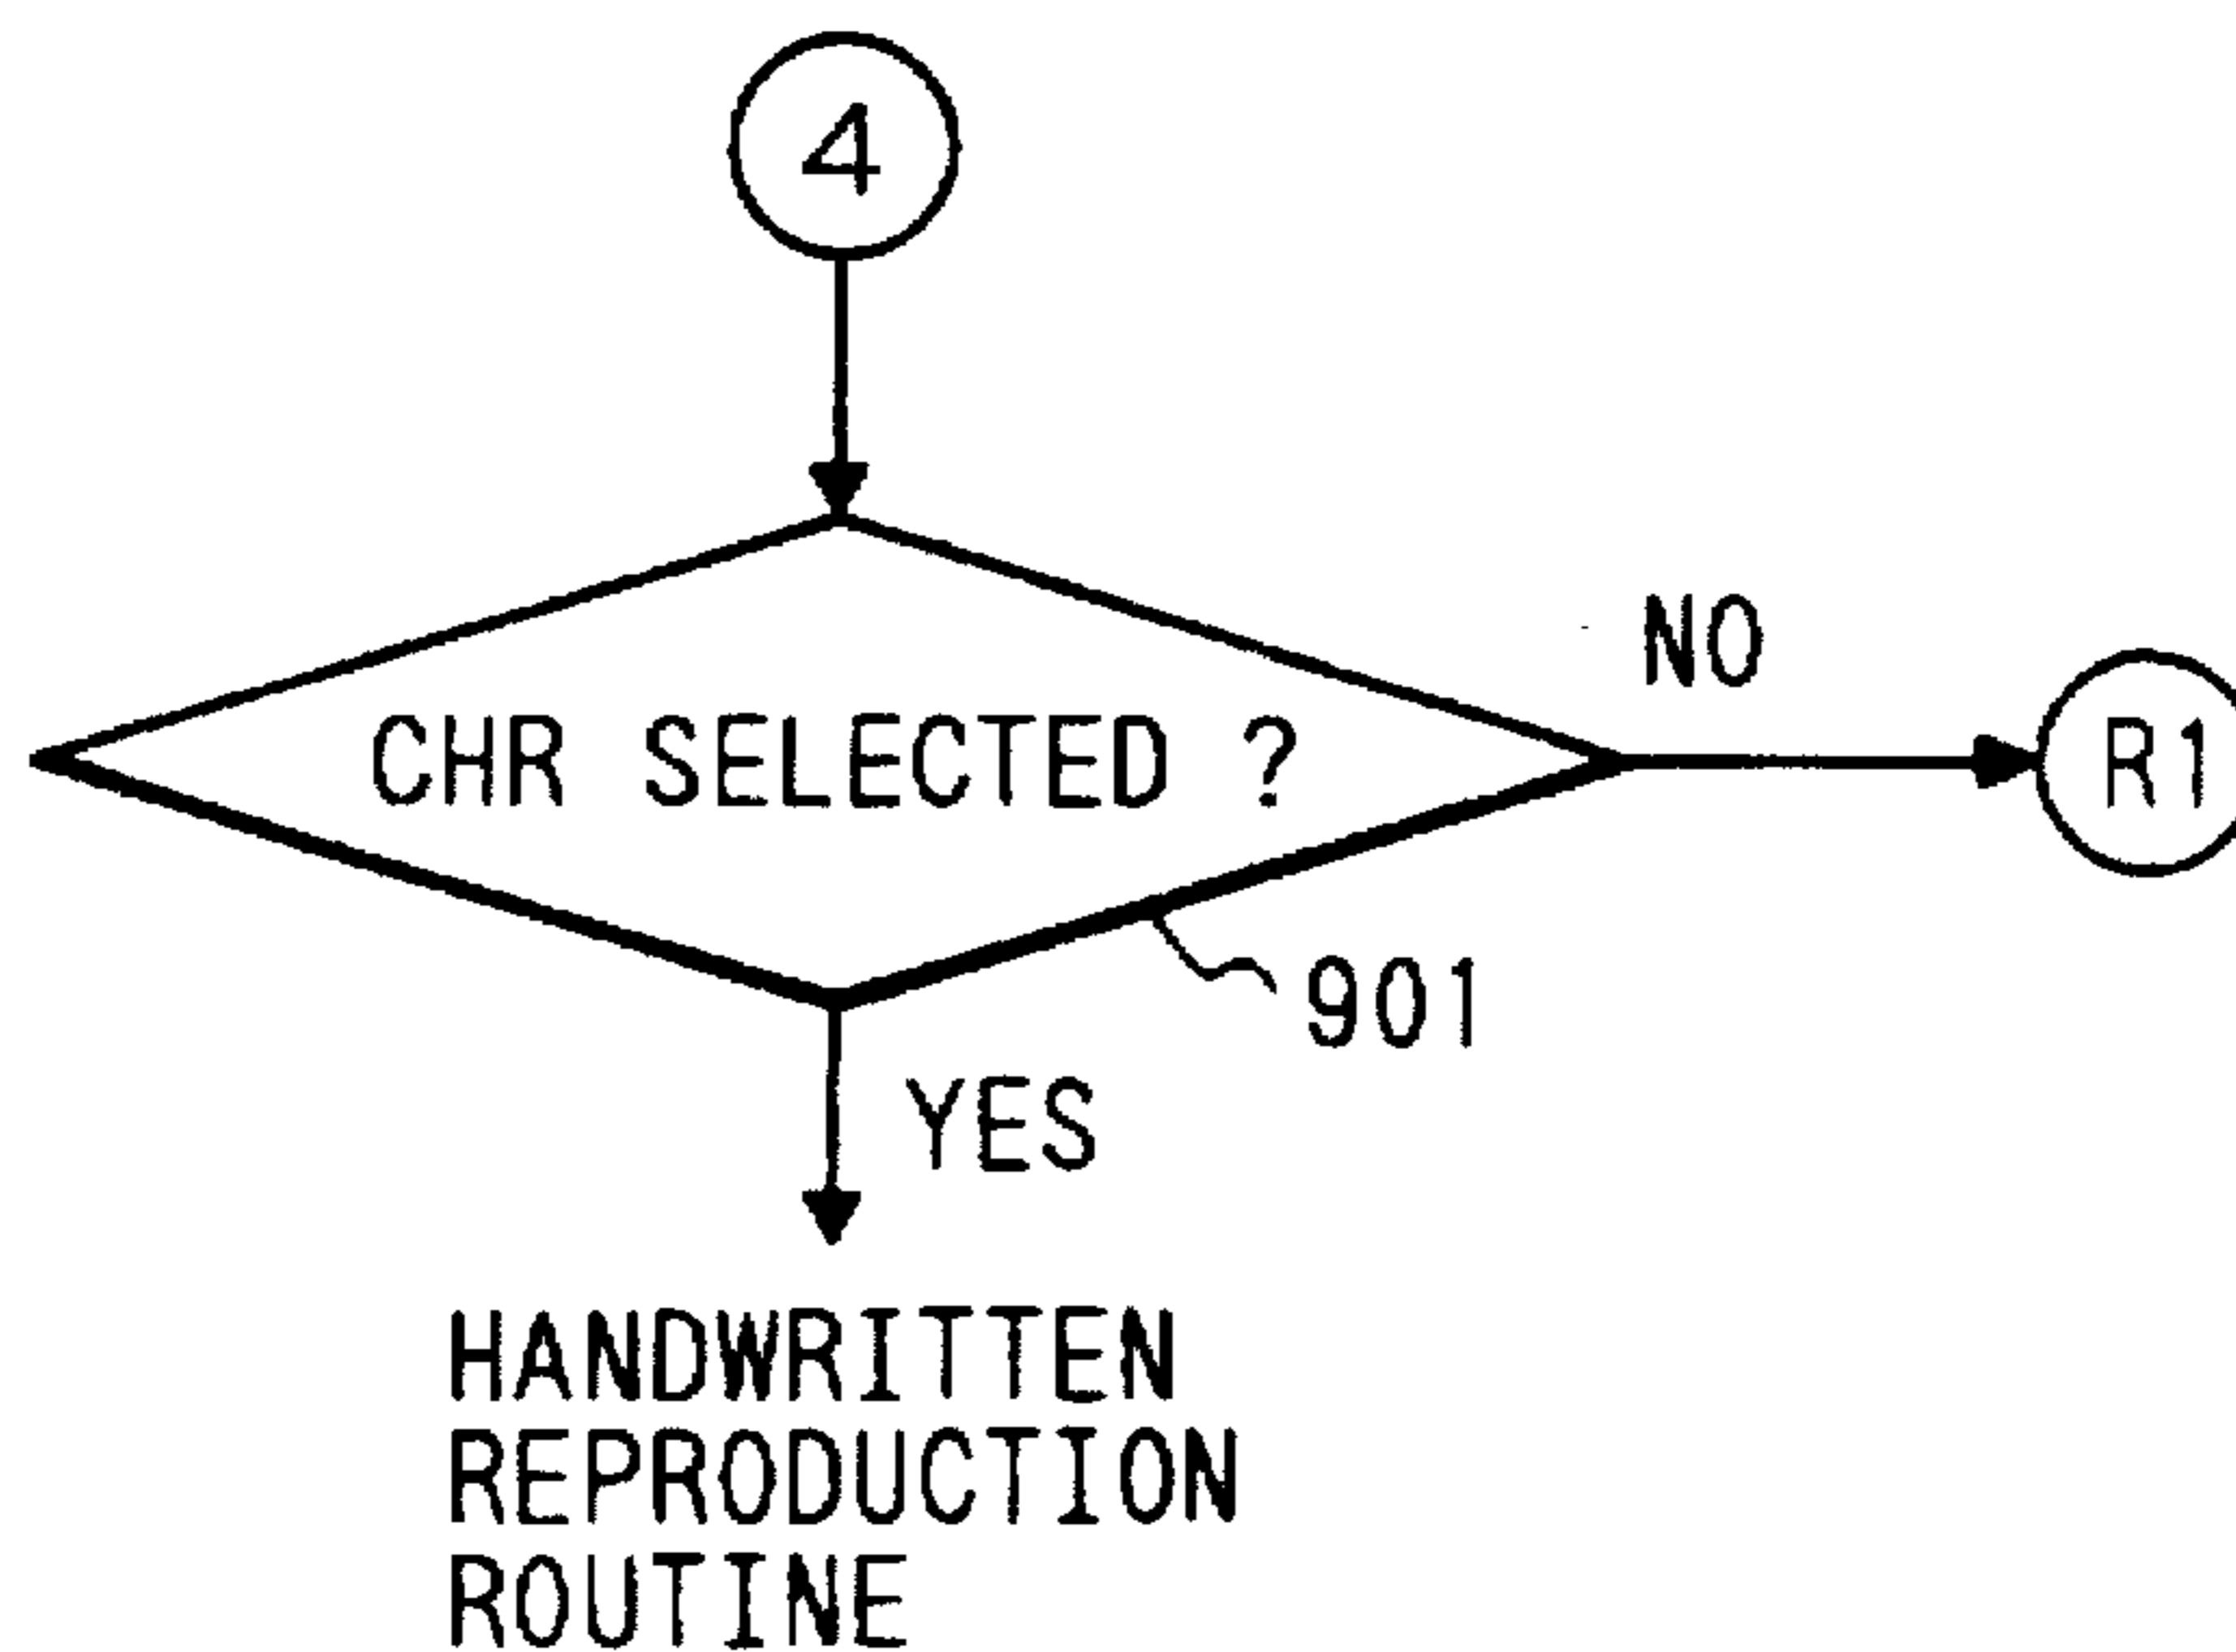 4
NO
CHR SELECTED ?
R1
901
YES
HANDWRITTEN
REPRODUCTION
ROUTINE